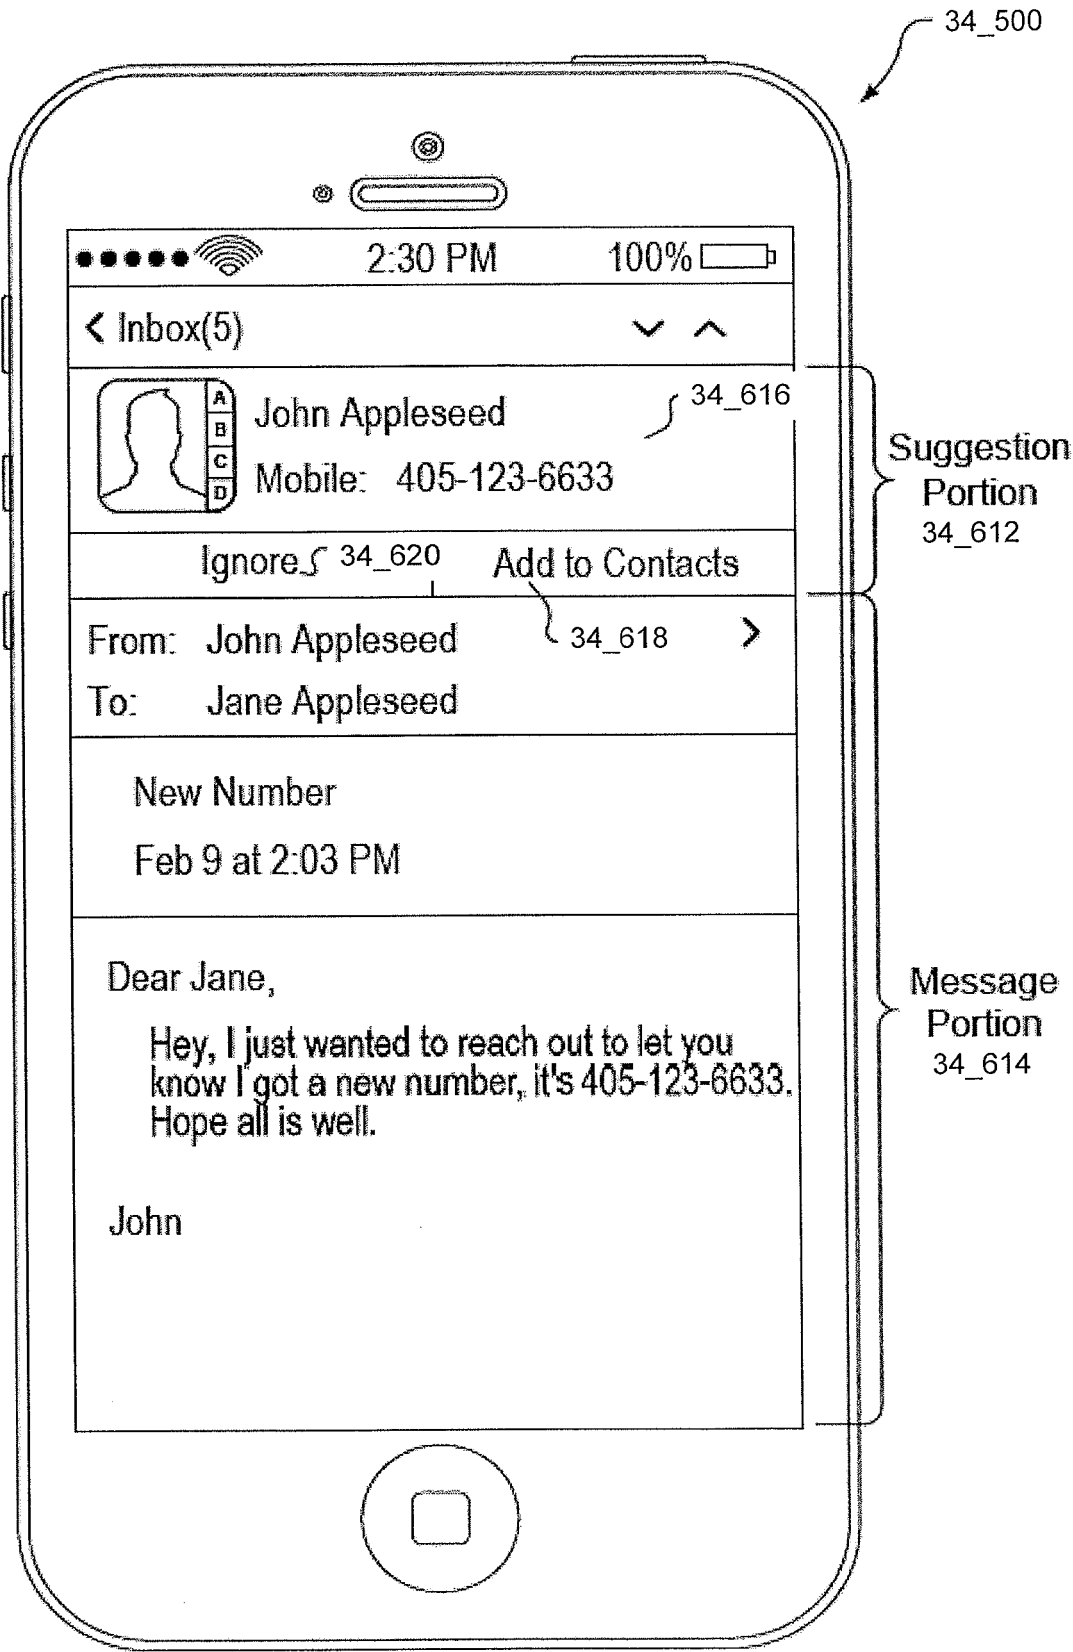 34_500
2:30 PM 100%
Inbox(5)
A
B
C
D
John Appleseed
34_616
Mobile: 405-123-6633
Suggestion
Portion
34_612
Ignore 34_620 Add to Contacts
34_618
From: John Appleseed
To: Jane Appleseed
New Number
Feb 9 at 2:03 PM
Dear Jane,
Hey, I just wanted to reach out to let you
know I got a new number, it's 405-123-6633.
Hope all is well.
John
Message
Portion
34_614